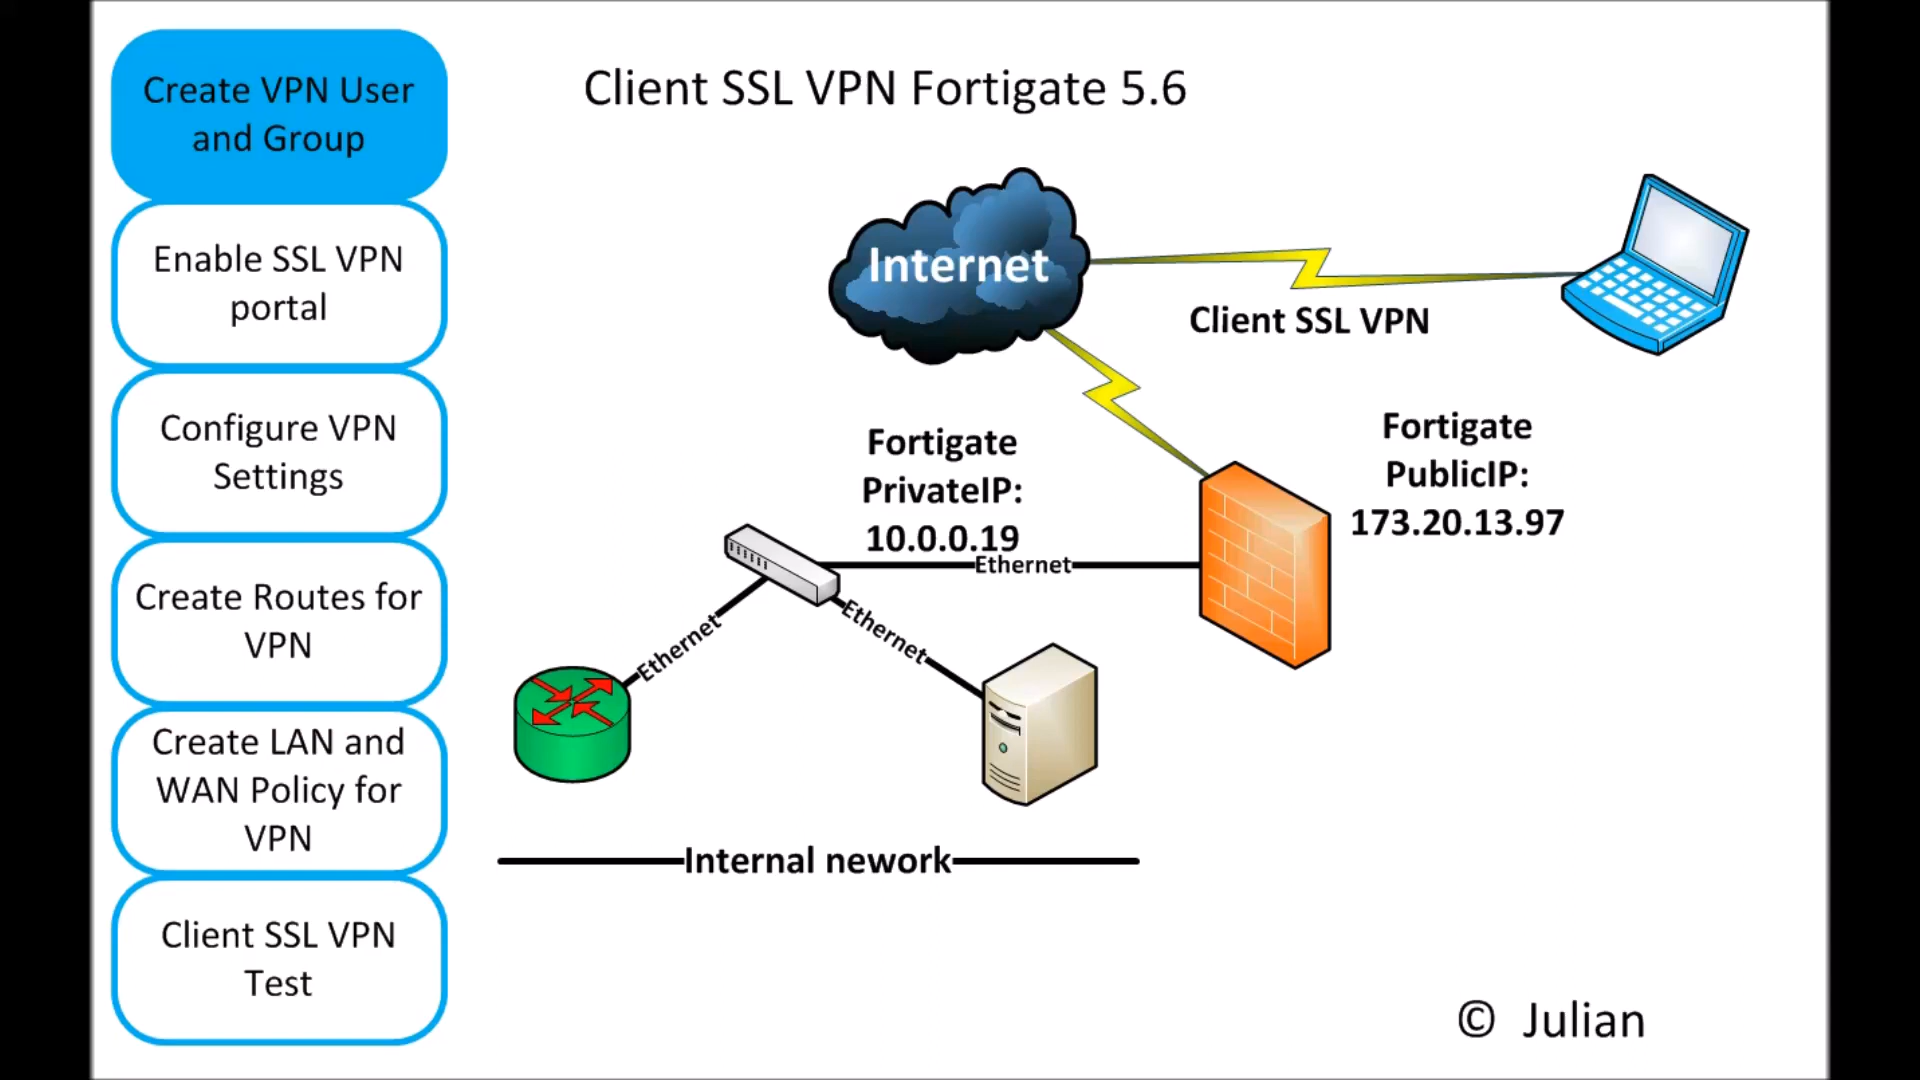 Create VPN User
and Group
Enable SSL VPN
portal
Configure VPN
Settings
Create Routes for
VPN
Create LAN and
WAN Policy for
VPN
Client SSL VPN
Test
Client SSL VPN Fortigate 5.6
Internet
Client SSL VPN
Fortigate
PrivateIP:
10.0.0.19
Fortigate
PublicIP:
173.20.13.97
Ethernet
Ethernet
Ethernet
Internal nework
© Julian